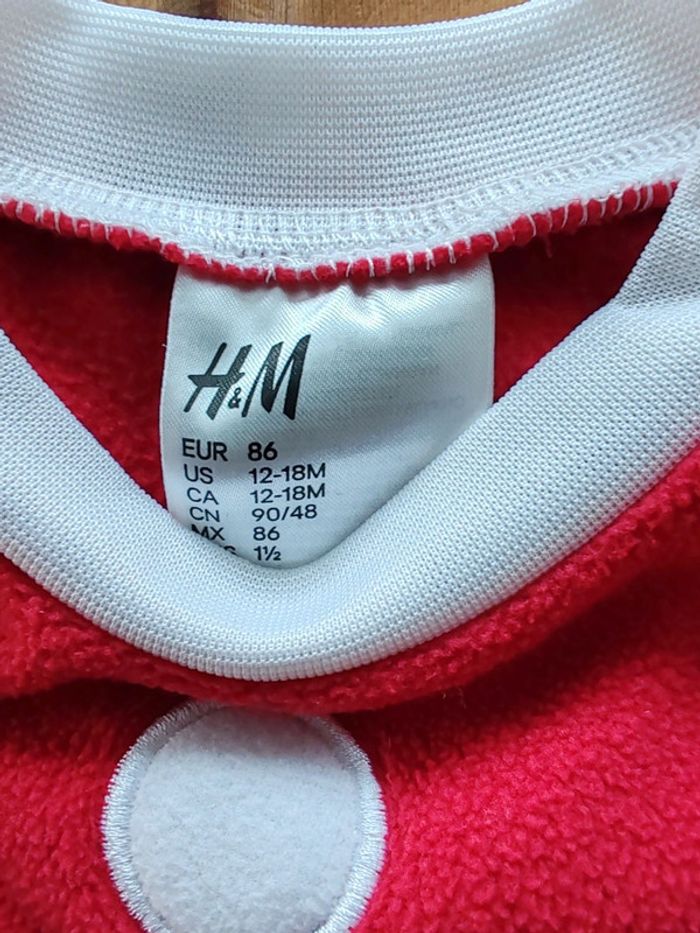 H&M
EUR 86
US 12-18M
CA 12-18M
CN 90/48
MX 86
1½